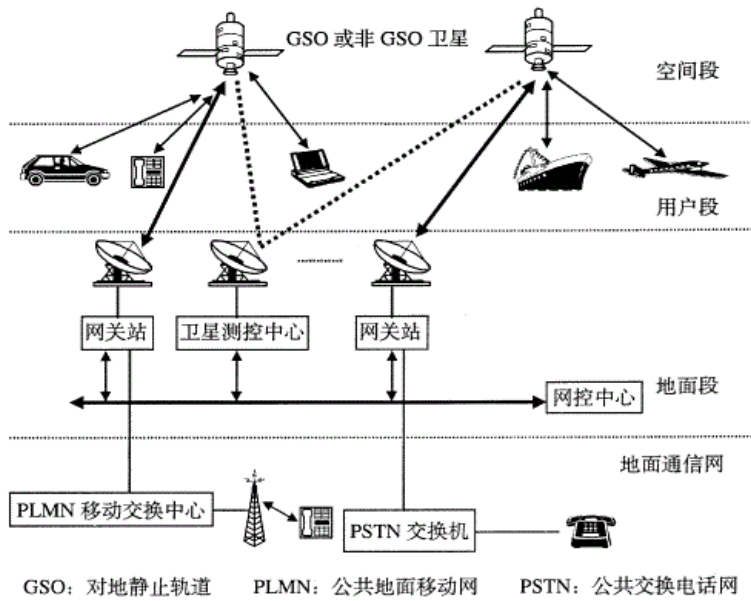 GSO 或非 GSO 卫星
空间段
用户段
网关站
卫星测控中心
网关站
网控中心
地面段
地面通信网
PLMN 移动交换中心
PSTN 交换机
GSO：对地静止轨道 PLMN：公共地面移动网 PSTN：公共交换电话网